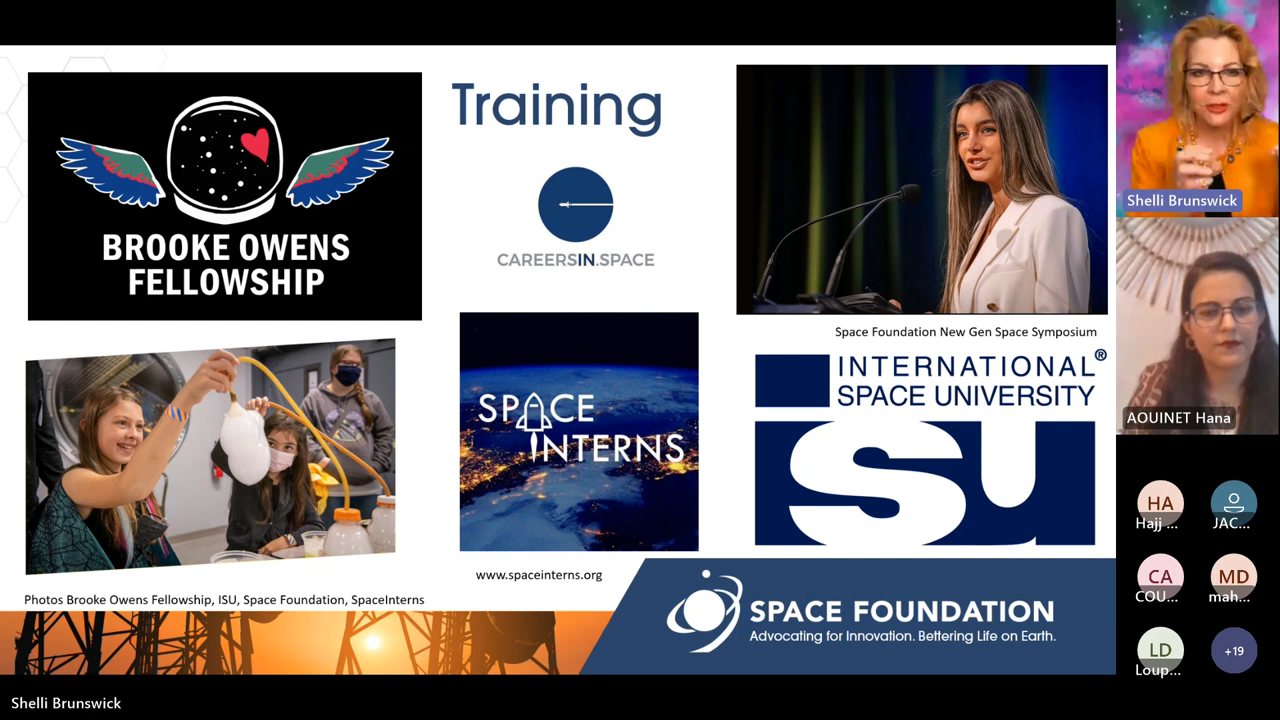 BROOKE OWENS
FELLOWSHIP
Training
CAREERSIN.SPACE
Space Foundation New Gen Space Symposium
SPACE
INTERNS
www.spaceinterns.org
INTERNATIONAL®
SPACE UNIVERSITY
isu
Photos Brooke Owens Fellowship, ISU, Space Foundation, SpaceInterns
SPACE FOUNDATION
Advocating for Innovation. Bettering Life on Earth.
Shelli Brunswick
AOUINET Hana
HA
Hajj ...
JAC...
CA
COU...
MD
mah...
LD
Loup...
+19
Shelli Brunswick